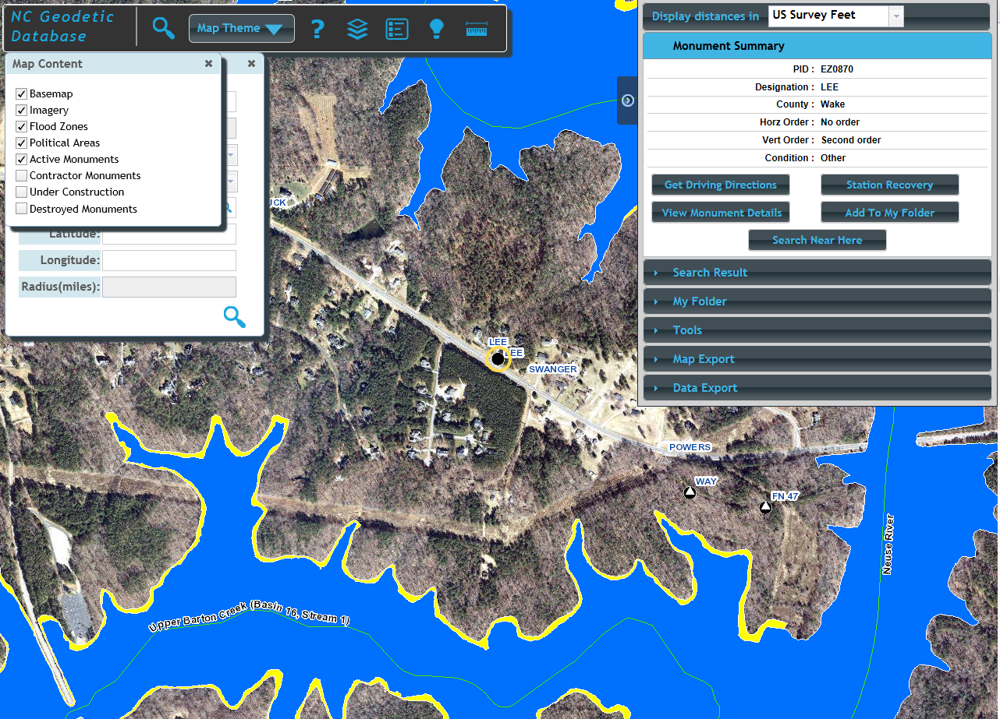 NC Geodetic
Database
Map Theme
?
Display distances in US Survey Feet
Map Content
Basemap
Imagery
Flood Zones
Political Areas
Active Monuments
Contractor Monuments
Under Construction
Destroyed Monuments
Latitude:
Longitude:
Radius(miles):
Monument Summary
PID : EZ0870
Designation : LEE
County : Wake
Horz Order : No order
Vert Order : Second order
Condition : Other
Get Driving Directions
Station Recovery
View Monument Details
Add To My Folder
Search Near Here
Search Result
My Folder
Tools
Map Export
Data Export
UCK
LEE
LEE
SWANGER
POWERS
WAY
FN 47
Neuse River
Upper Barton Creek (Basin 16, Stream 1)